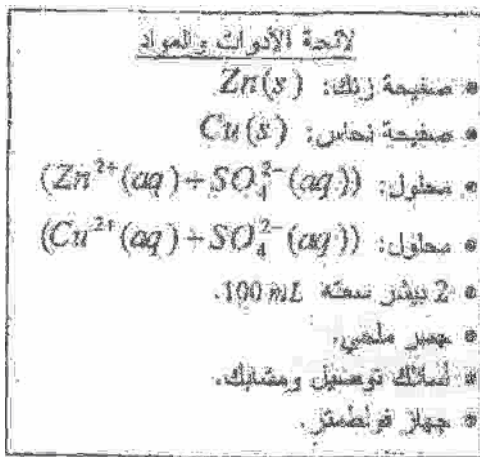 لائحة الأدوات والمواد
• صفيحة زنك: Zn(s)
• صفيحة نحاس: Cu(s)
• محلول: (Zn²⁺(aq)+SO₄²⁻(aq))
• محلول: (Cu²⁺(aq)+SO₄²⁻(aq))
• 2 بيشر سعته 100 mL.
• جسر ملحي.
• أسلاك توصيل ومشابك.
• جهاز فولطمتر.